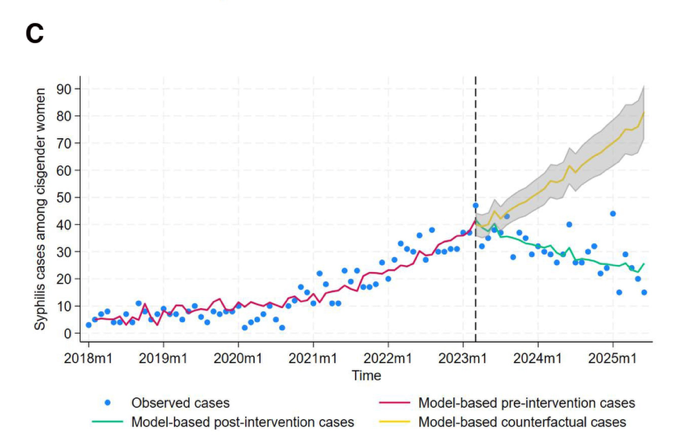 C
Syphilis cases among cisgender women
90
80
70
60
50
40
30
20
10
0
2018m1 2019m1 2020m1 2021m1 2022m1 2023m1 2024m1 2025m1
Time
Observed cases Model-based pre-intervention cases
Model-based post-intervention cases Model-based counterfactual cases